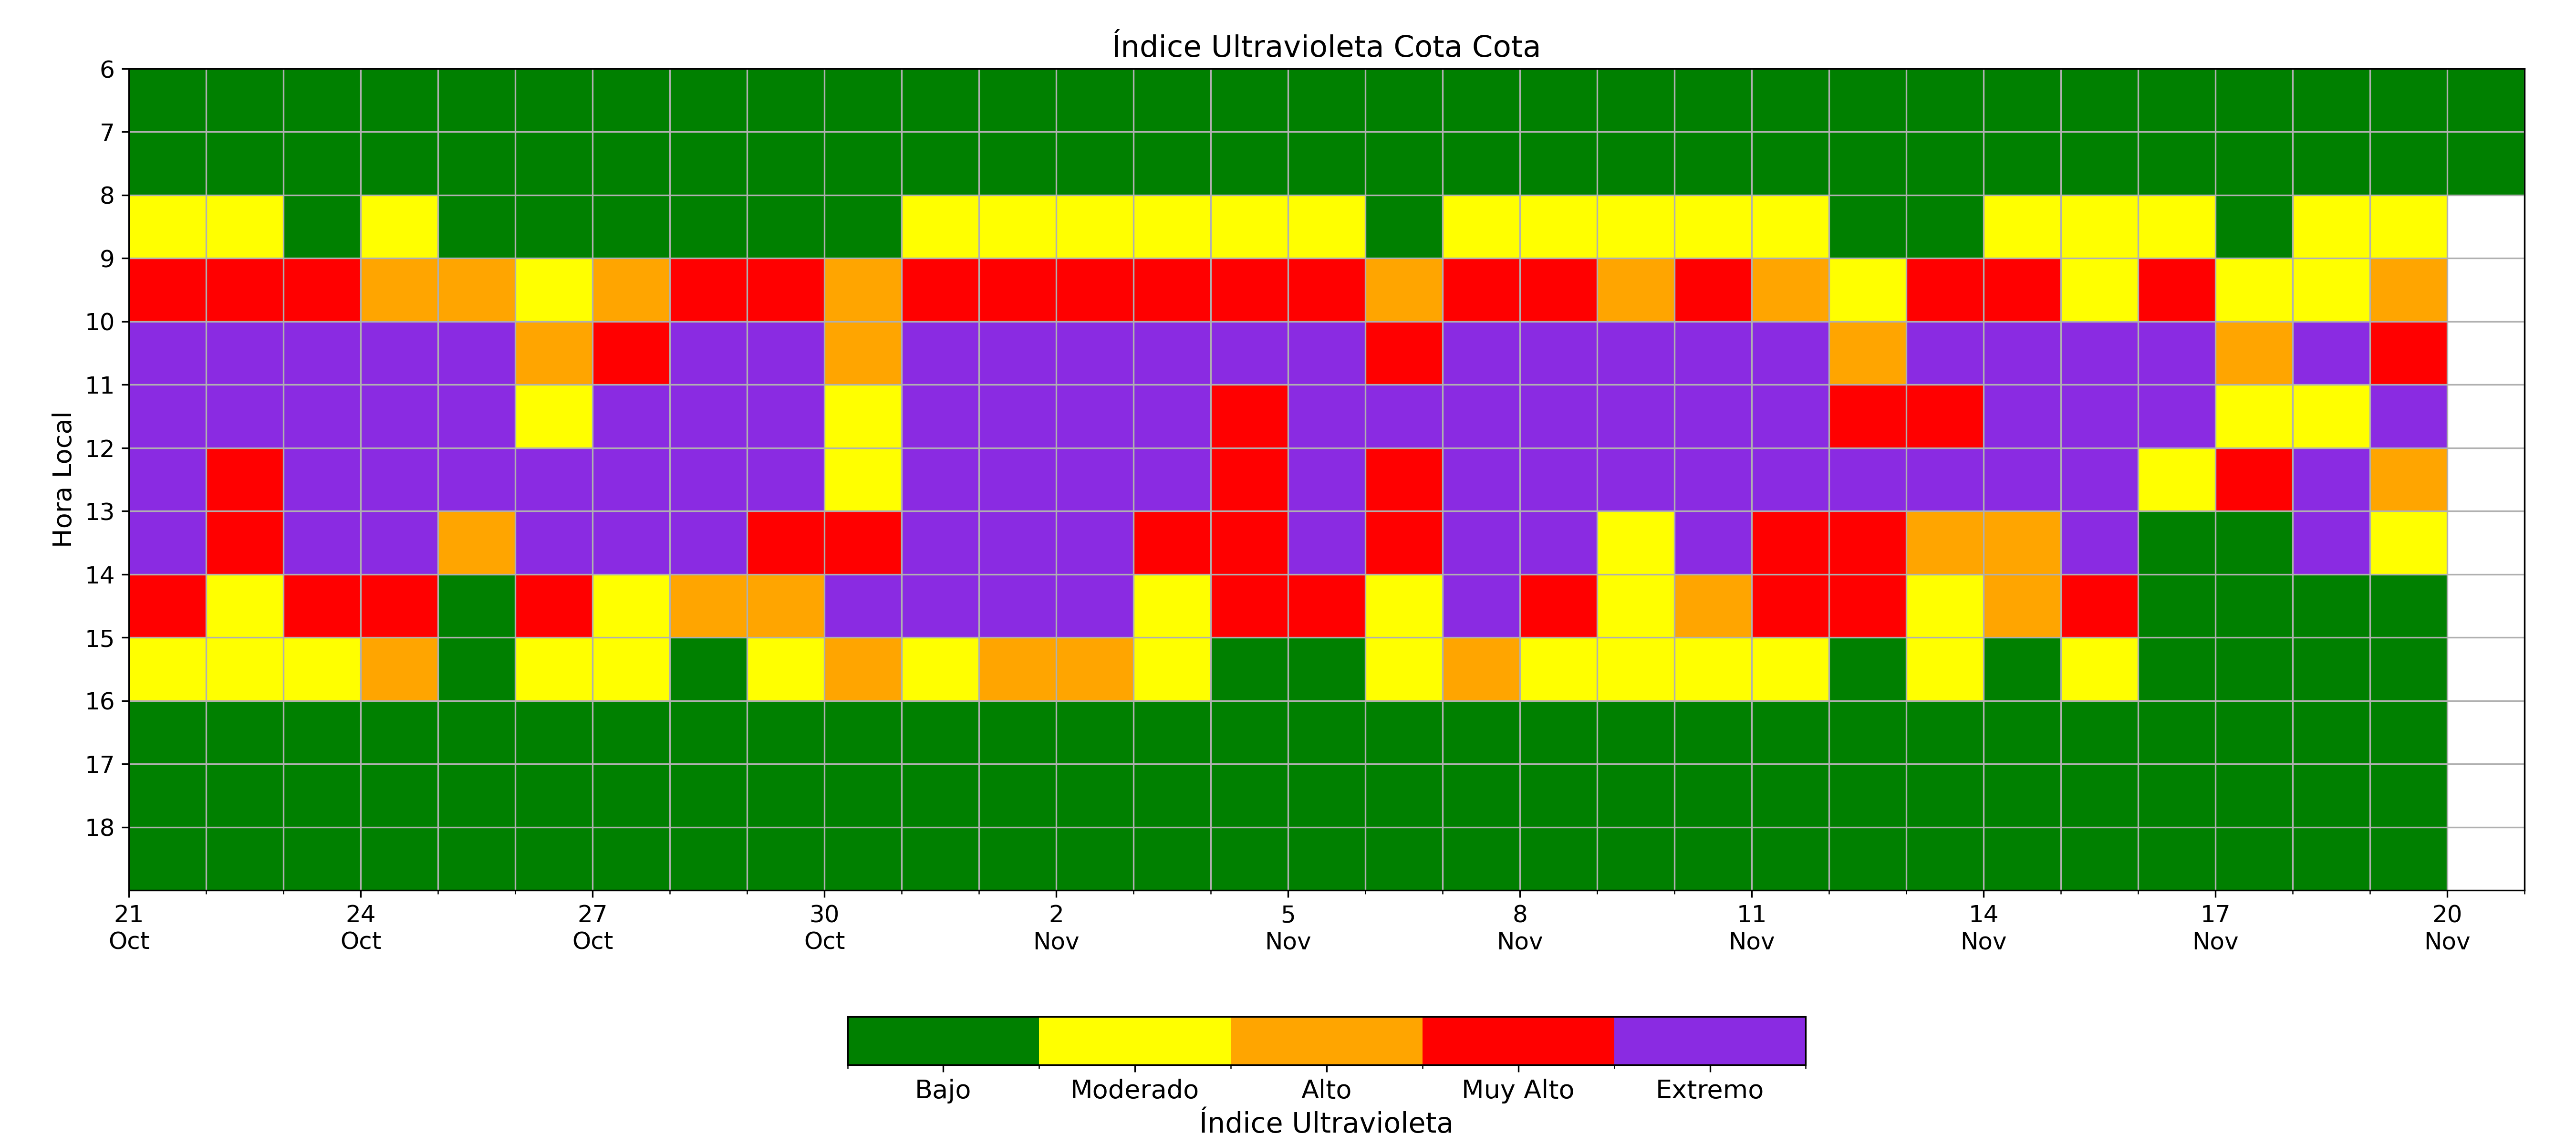 Índice Ultravioleta Cota Cota
Hora Local
6
7
8
9
10
11
12
13
14
15
16
17
18
21 24 27 30 2 5 8 11 14 17 20
Oct Oct Oct Oct Nov Nov Nov Nov Nov Nov Nov
Bajo Moderado Alto Muy Alto Extremo
Índice Ultravioleta